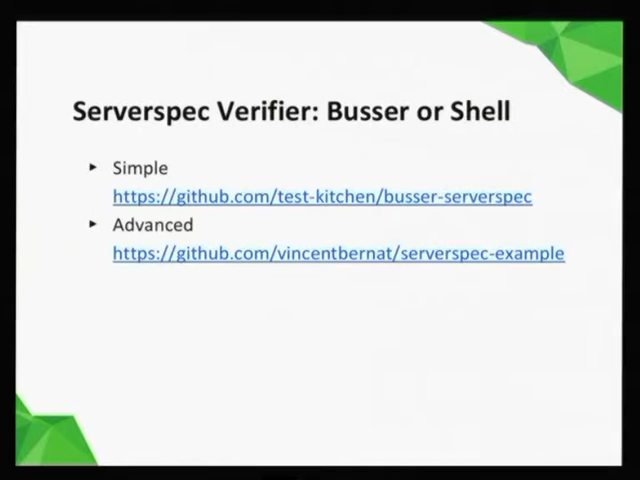 Serverspec Verifier: Busser or Shell
Simple
https://github.com/test-kitchen/busser-serverspec
Advanced
https://github.com/vincentbernat/serverspec-example